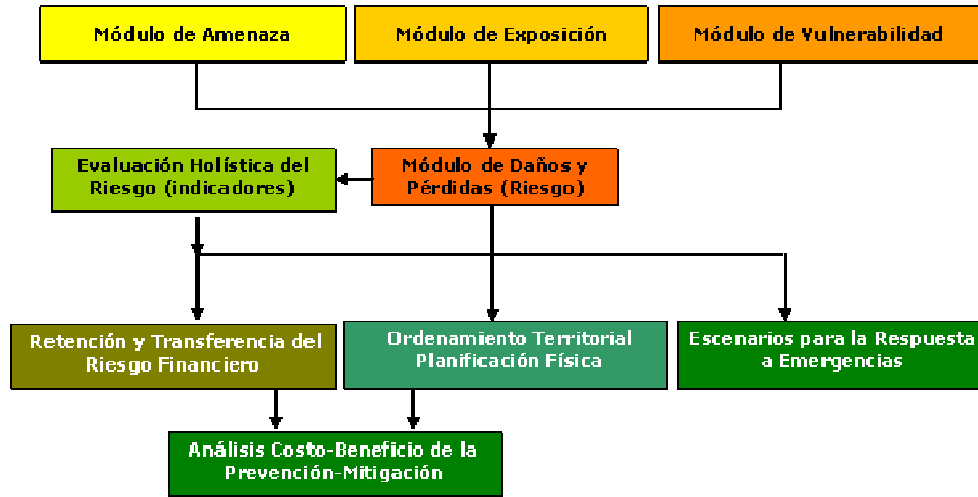 Módulo de Amenaza
Módulo de Exposición
Módulo de Vulnerabilidad
Evaluación Holística del
Riesgo (indicadores)
Módulo de Daños y
Pérdidas (Riesgo)
Retención y Transferencia del
Riesgo Financiero
Ordenamiento Territorial
Planificación Física
Escenarios para la Respuesta
a Emergencias
Análisis Costo-Beneficio de la
Prevención-Mitigación